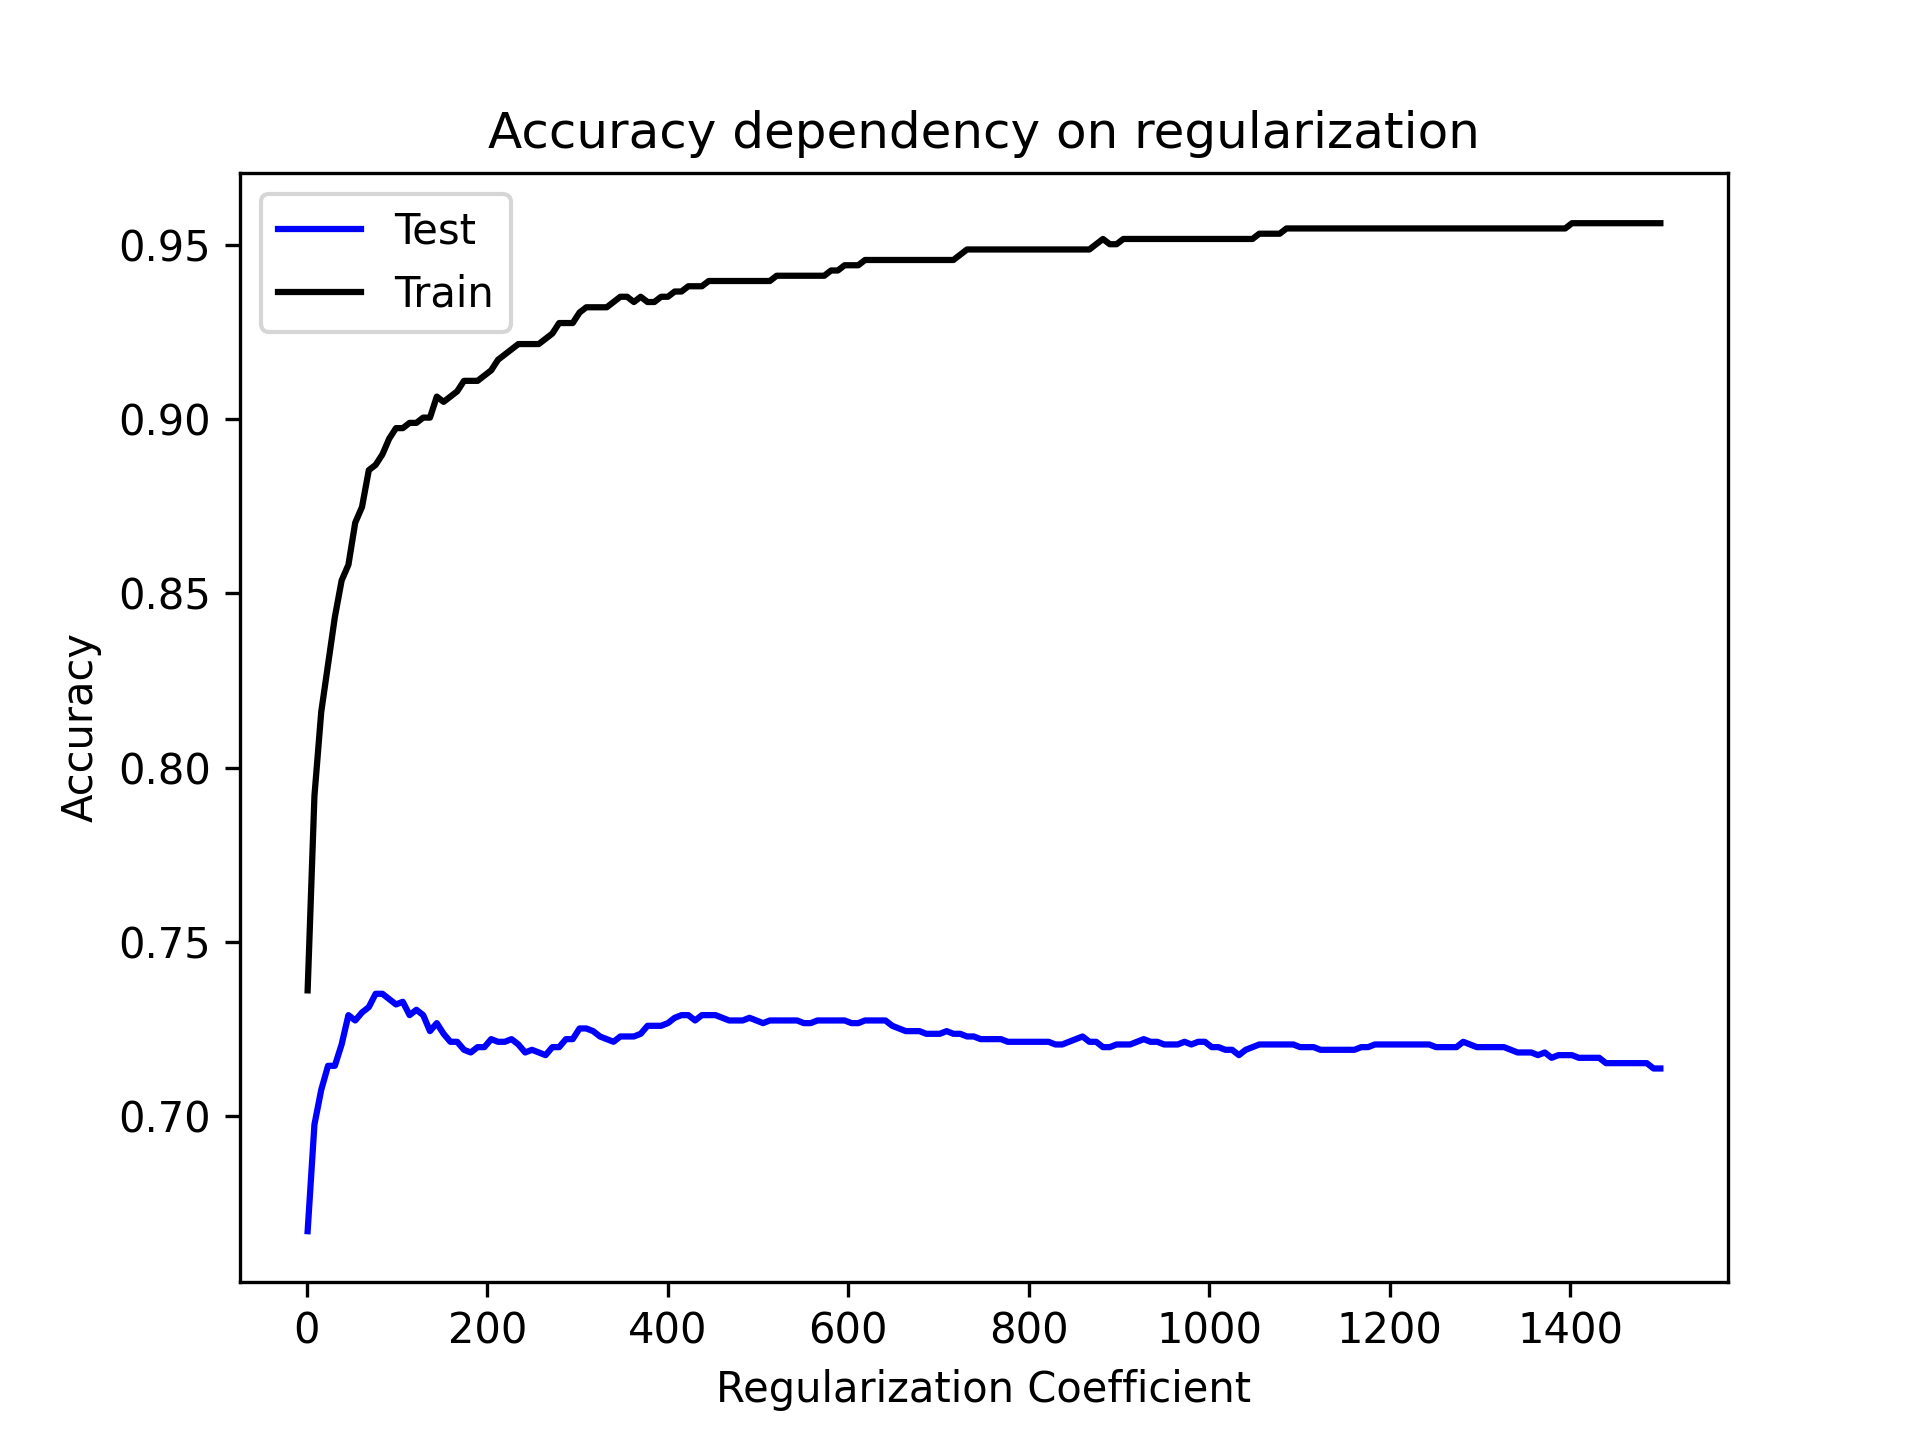 Accuracy dependency on regularization
Test
Train
0.95
0.90
0.85
0.80
0.75
0.70
Accuracy
0 200 400 600 800 1000 1200 1400
Regularization Coefficient